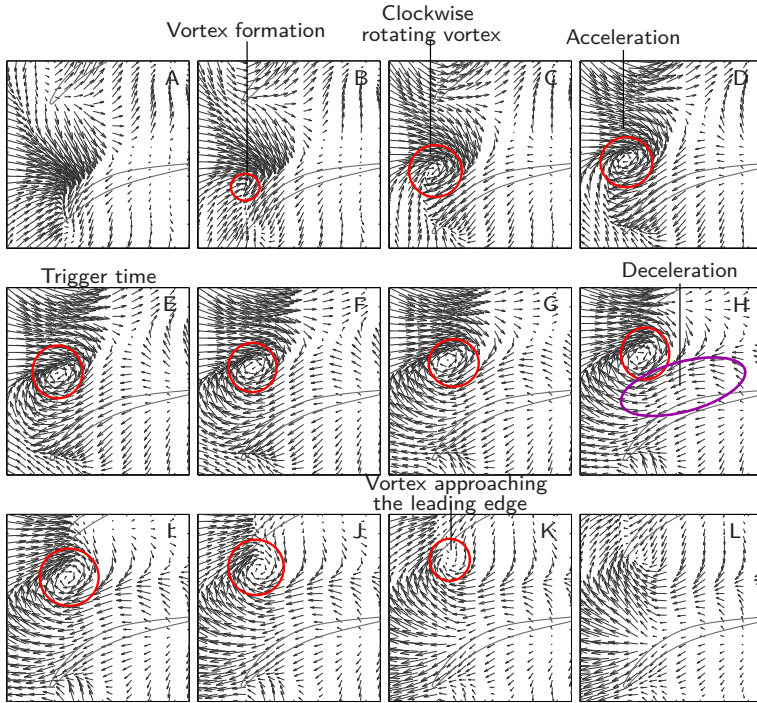 Vortex formation
Clockwise
rotating vortex
Acceleration
A
B
C
D
Trigger time
Deceleration
E
F
G
H
Vortex approaching
the leading edge
I
J
K
L